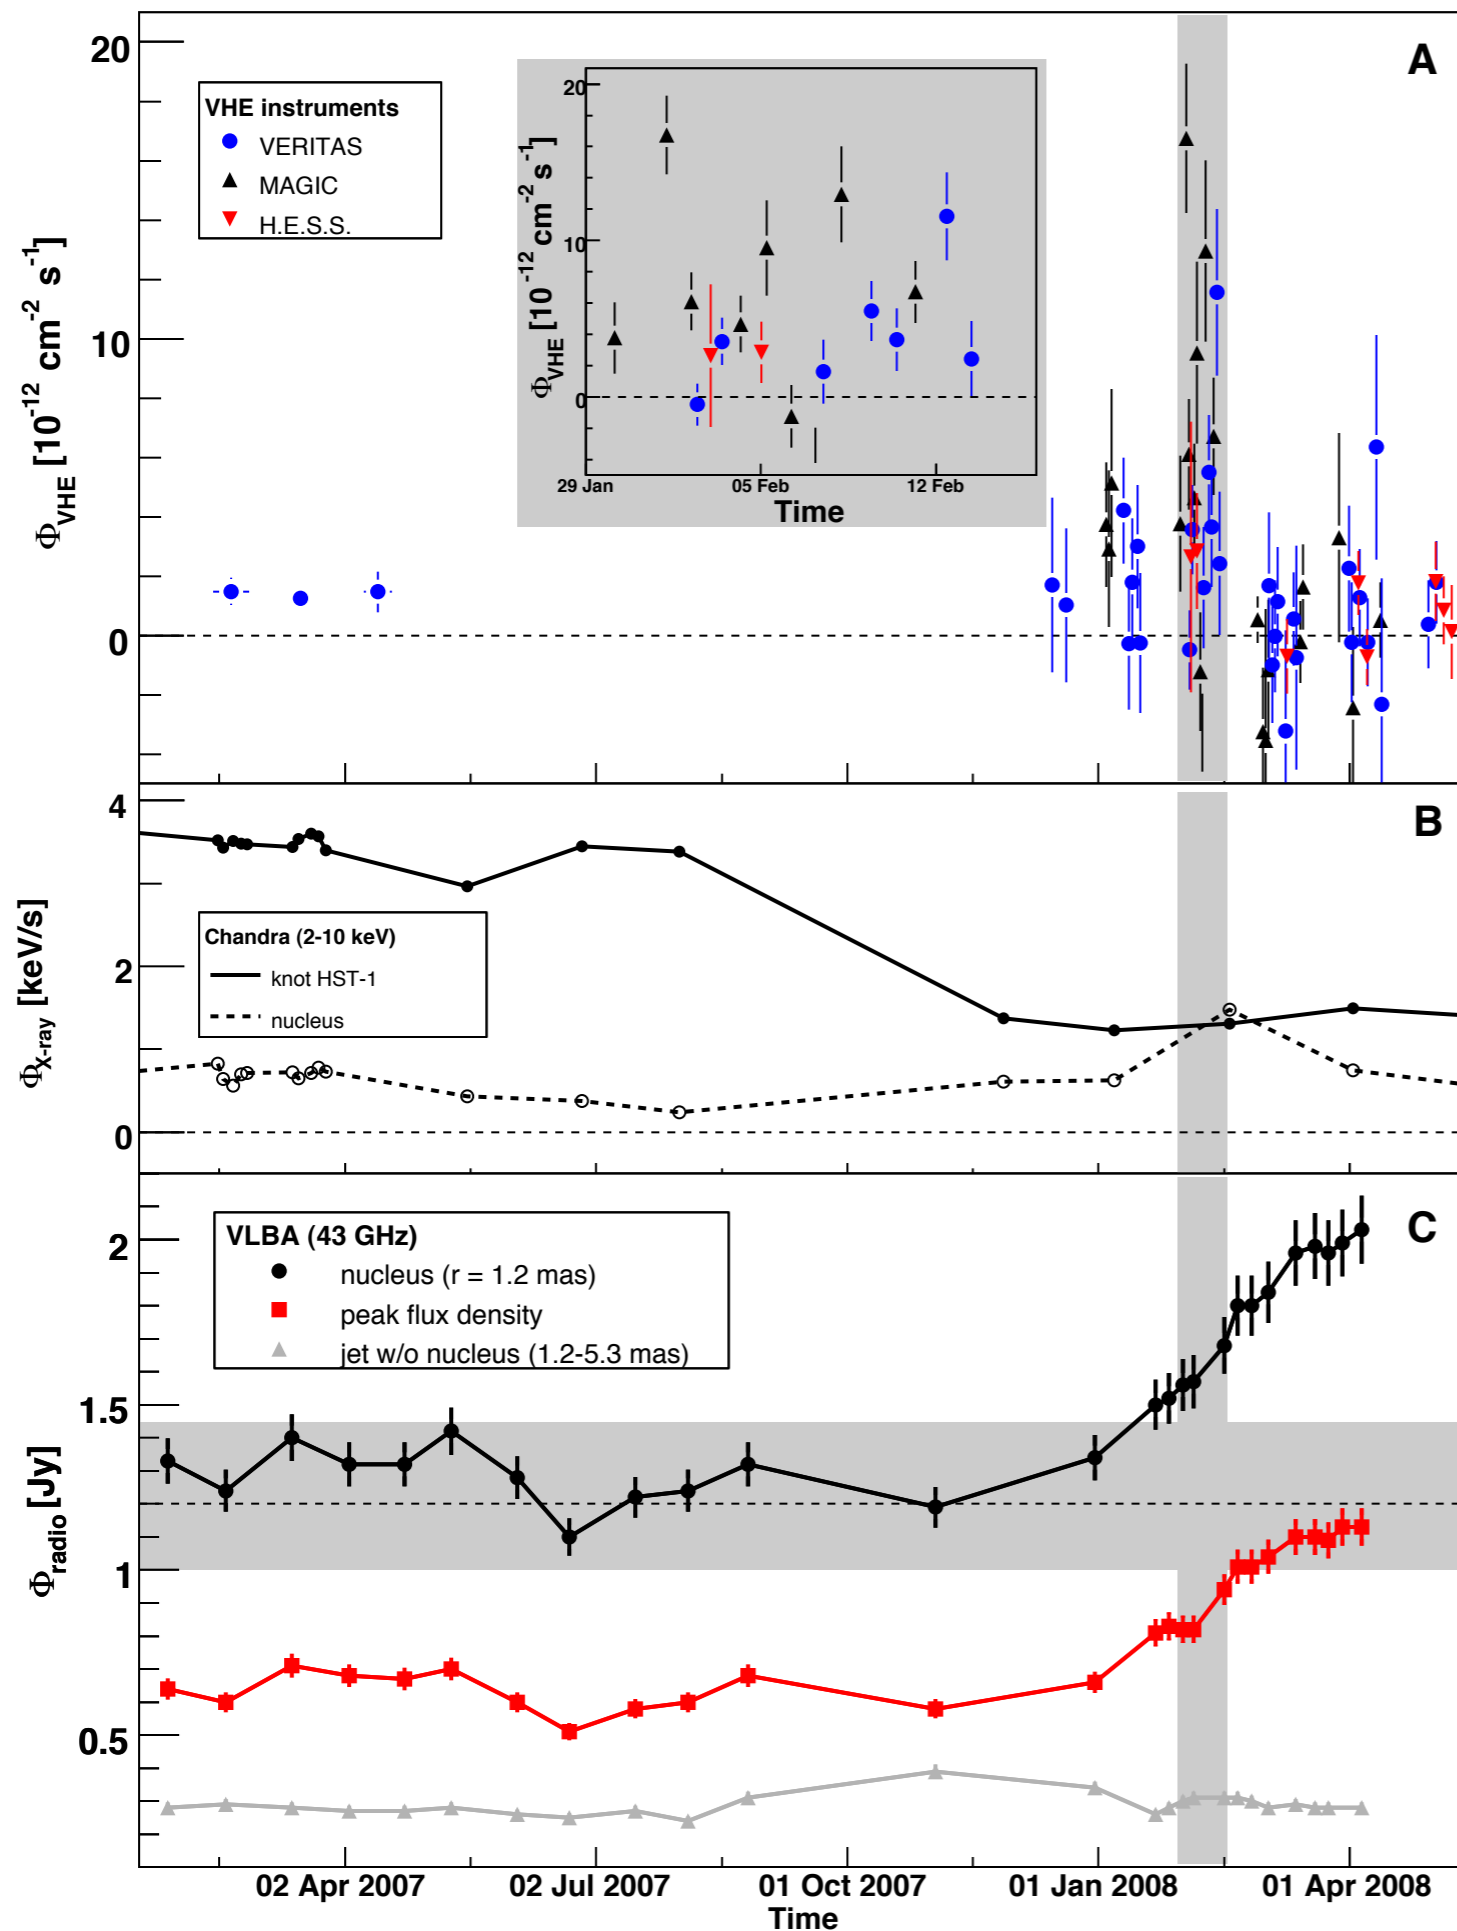 A
20
10
0
ΦVHE [10-12 cm-2 s-1]
VHE instruments
VERITAS
MAGIC
H.E.S.S.
20
10
0
ΦVHE [10-12 cm-2 s-1]
29 Jan 05 Feb 12 Feb
Time
B
4
2
0
ΦX-ray [keV/s]
Chandra (2-10 keV)
knot HST-1
nucleus
C
2
1.5
1
0.5
Φradio [Jy]
VLBA (43 GHz)
nucleus (r = 1.2 mas)
peak flux density
jet w/o nucleus (1.2-5.3 mas)
02 Apr 2007 02 Jul 2007 01 Oct 2007 01 Jan 2008 01 Apr 2008
Time